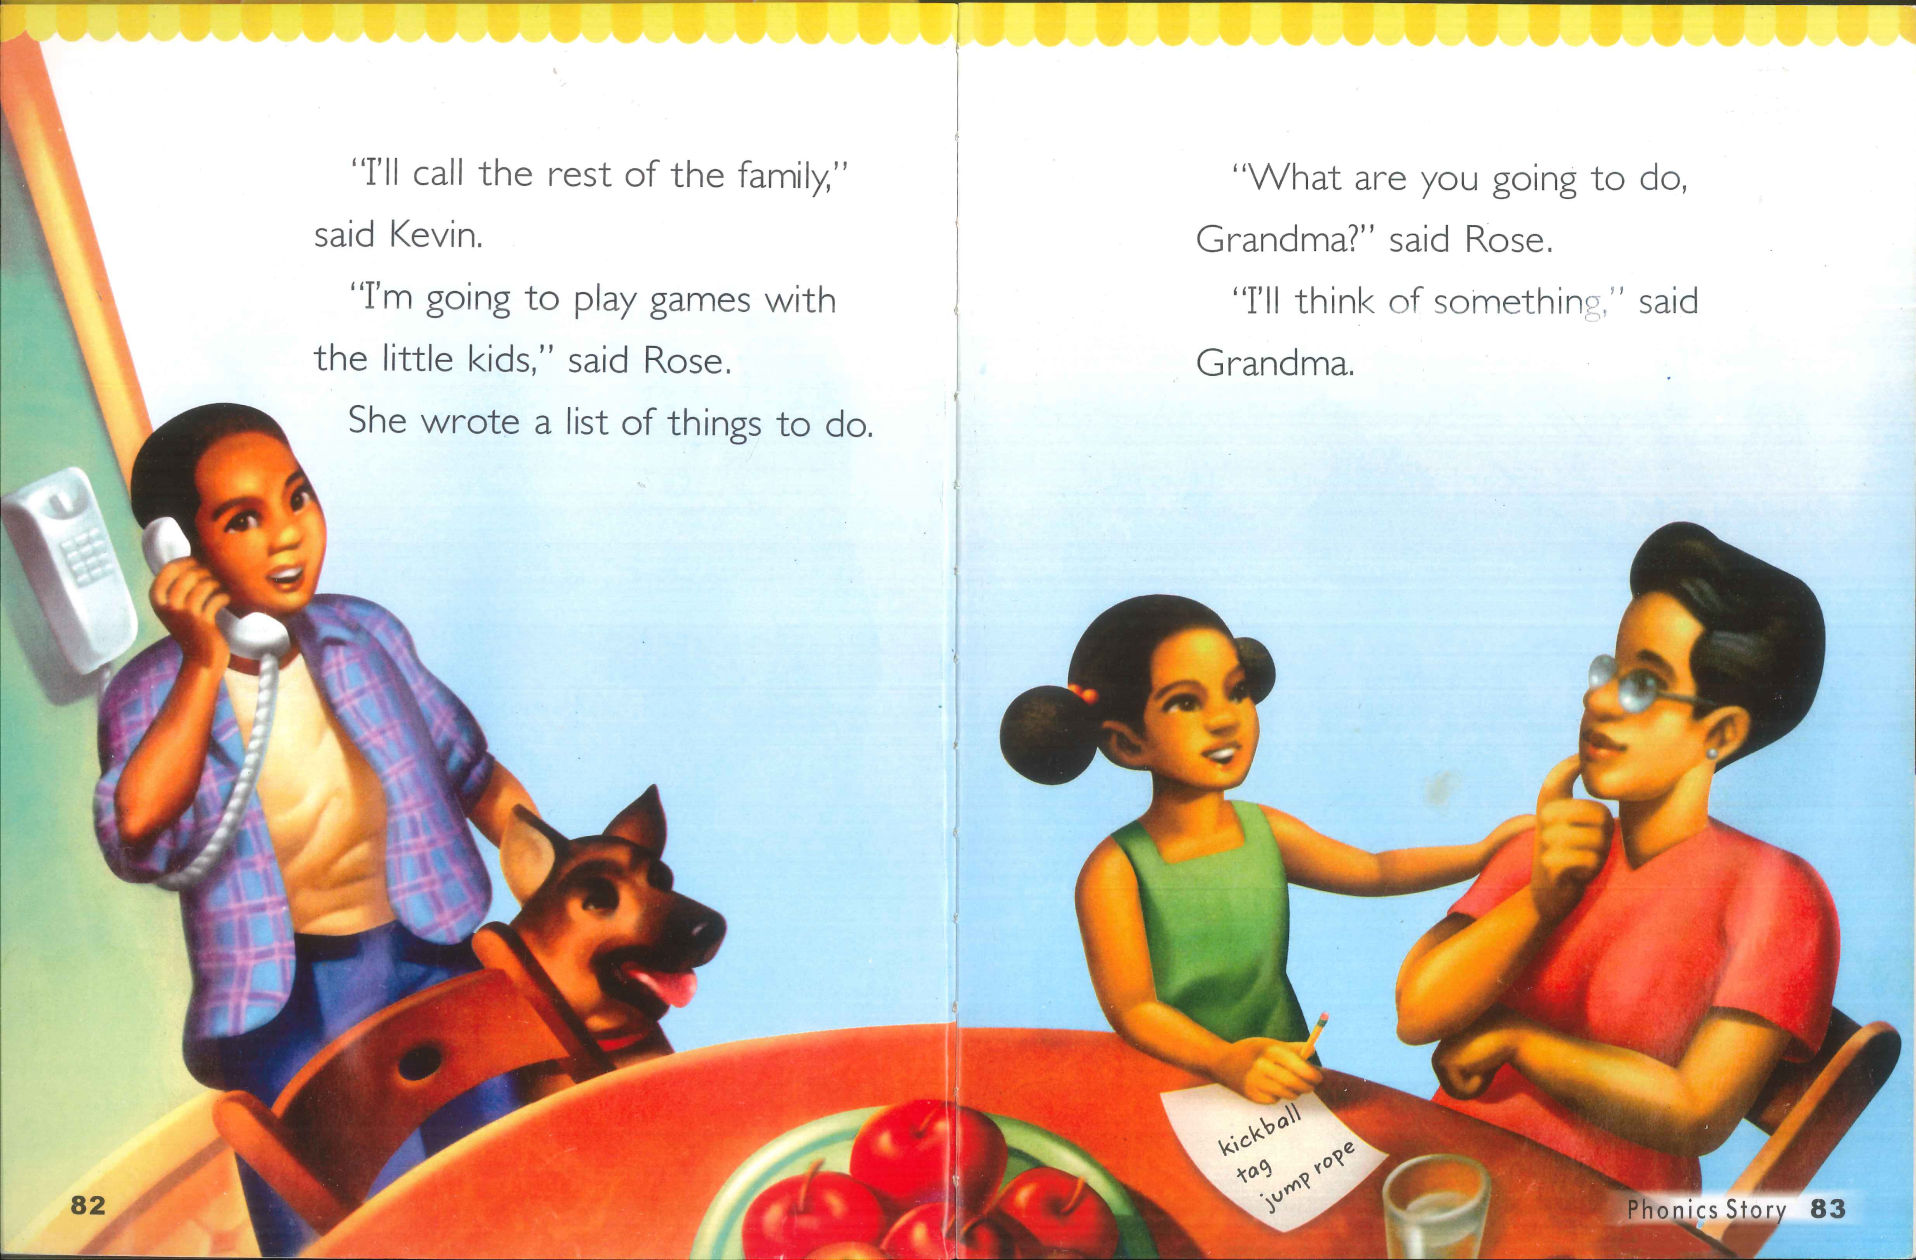 “I’ll call the rest of the family,”
said Kevin.
“I’m going to play games with
the little kids,” said Rose.
She wrote a list of things to do.
82
“What are you going to do,
Grandma?” said Rose.
“I’ll think of something,” said
Grandma.
kickball
tag
jump rope
Phonics Story 83